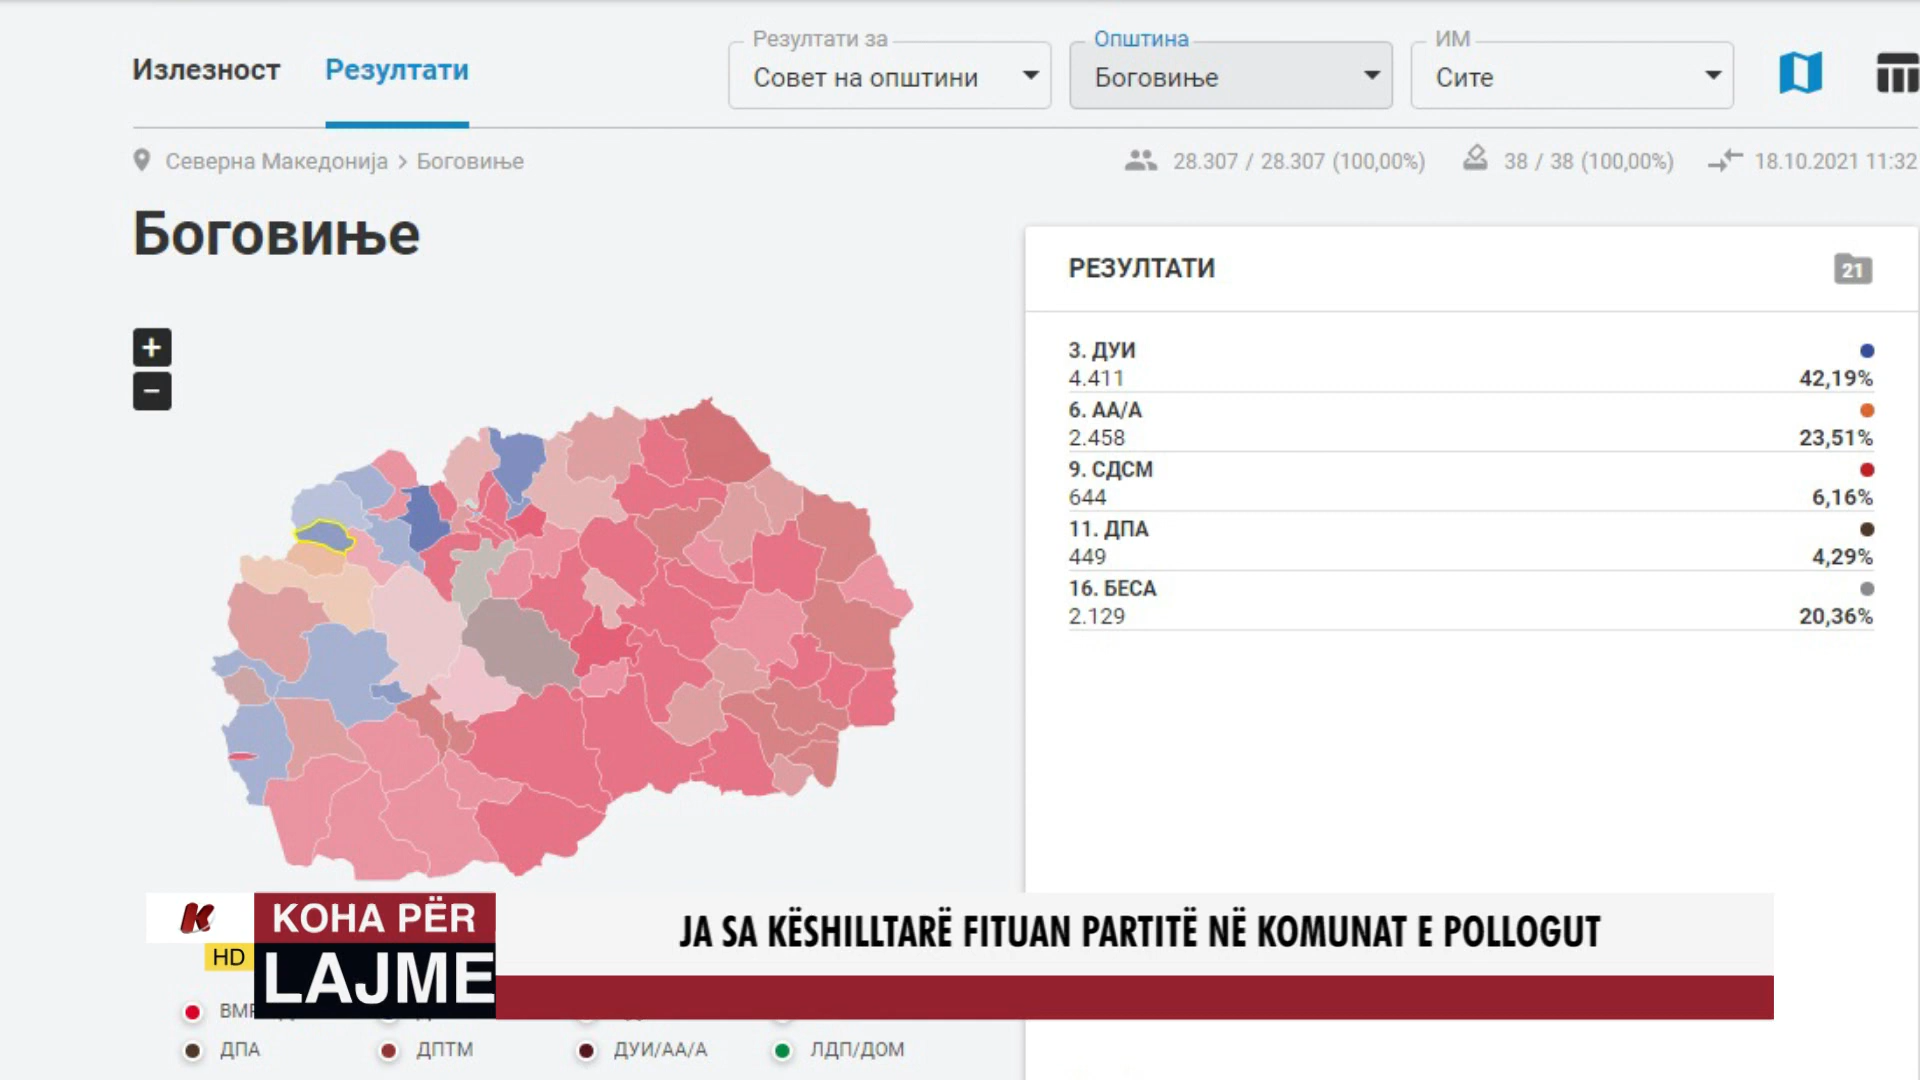 Излезност
Резултати
Резултати за
Совет на општини
Општина
Боговиње
ИМ
Сите
Северна Македонија > Боговиње
28.307 / 28.307 (100,00%)
38 / 38 (100,00%)
18.10.2021 11:32
Боговиње
+
−
РЕЗУЛТАТИ
21
3. ДУИ
4.411
42,19%
6. АА/А
2.458
23,51%
9. СДСМ
644
6,16%
11. ДПА
449
4,29%
16. БЕСА
2.129
20,36%
K
HD
KOHA PËR
LAJME
JA SA KËSHILLTARË FITUAN PARTITË NË KOMUNAT E POLLOGUT
ДПА
ДПТМ
ДУИ/АА/А
ЛДП/ДОМ